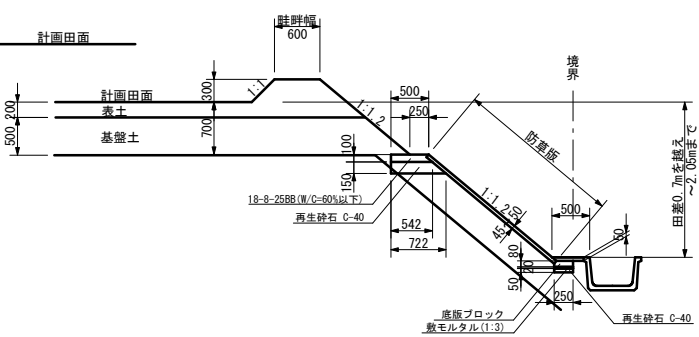 計画田面
畦畔幅
600
境界
1:1
300
計画田面
200
表土
700
500
基盤土
1:1.2
500
250
防草版
田差0.7mを越え
~2.05mまで
100
150
18-8-25BB(W/C=60%以下)
再生砕石 C-40
542
722
1:1.2
50
45
500
50
80
20
50
250
底版ブロック
敷モルタル(1:3)
再生砕石 C-40